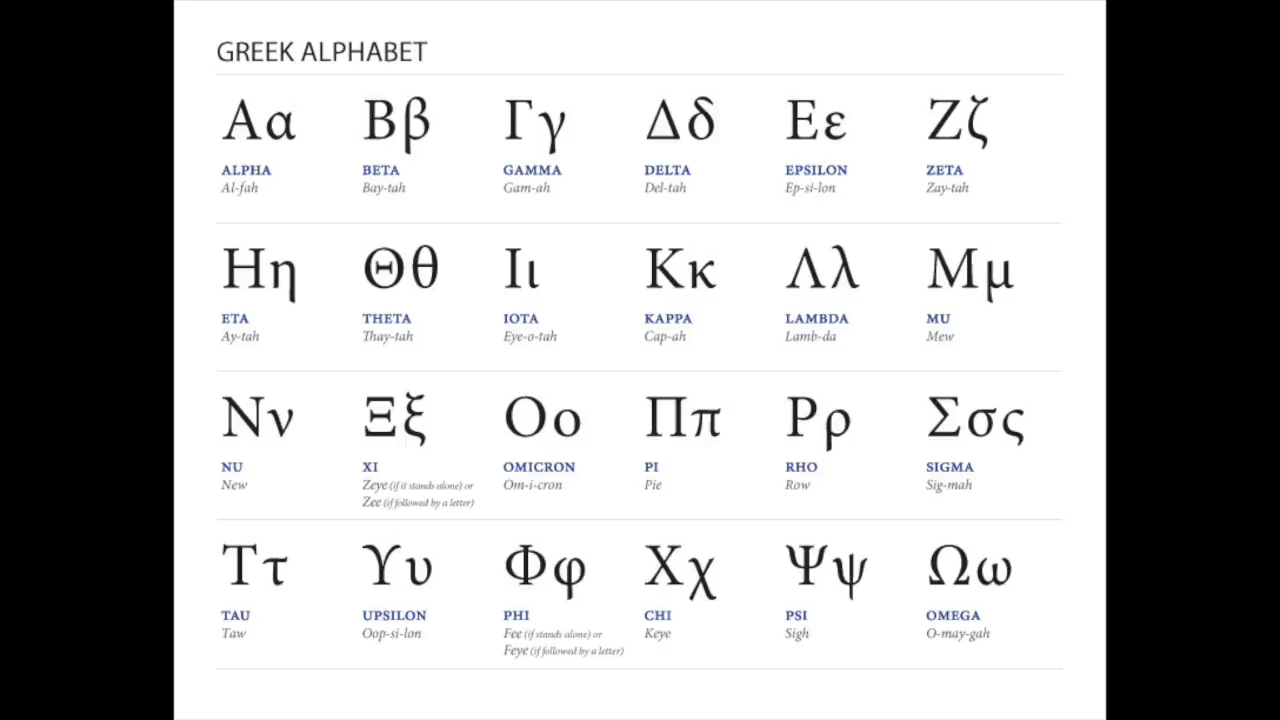 GREEK ALPHABET
Αα Ββ Γγ Δδ Εε Ζζ
ALPHA BETA GAMMA DELTA EPSILON ZETA
Al-fah Bay-tah Gam-ah Del-tah Ep-si-lon Zay-tah
Ηη Θθ Ιι Κκ Λλ Μμ
ETA THETA IOTA KAPPA LAMBDA MU
Ay-tah Thay-tah Eye-o-tah Cap-ah Lamb-da Mew
Νν Ξξ Οο Ππ Ρρ Σσς
NU XI OMICRON PI RHO SIGMA
New Zeye (if it stands alone) or Om-i-cron Pie Row Sig-mah
Zee (if followed by a letter)
Ττ ϒυ Φφ Χχ Ψψ Ωω
TAU UPSILON PHI CHI PSI OMEGA
Taw Oop-si-lon Fee (if stands alone) or Keye Sigh O-may-gah
Feye (if followed by a letter)